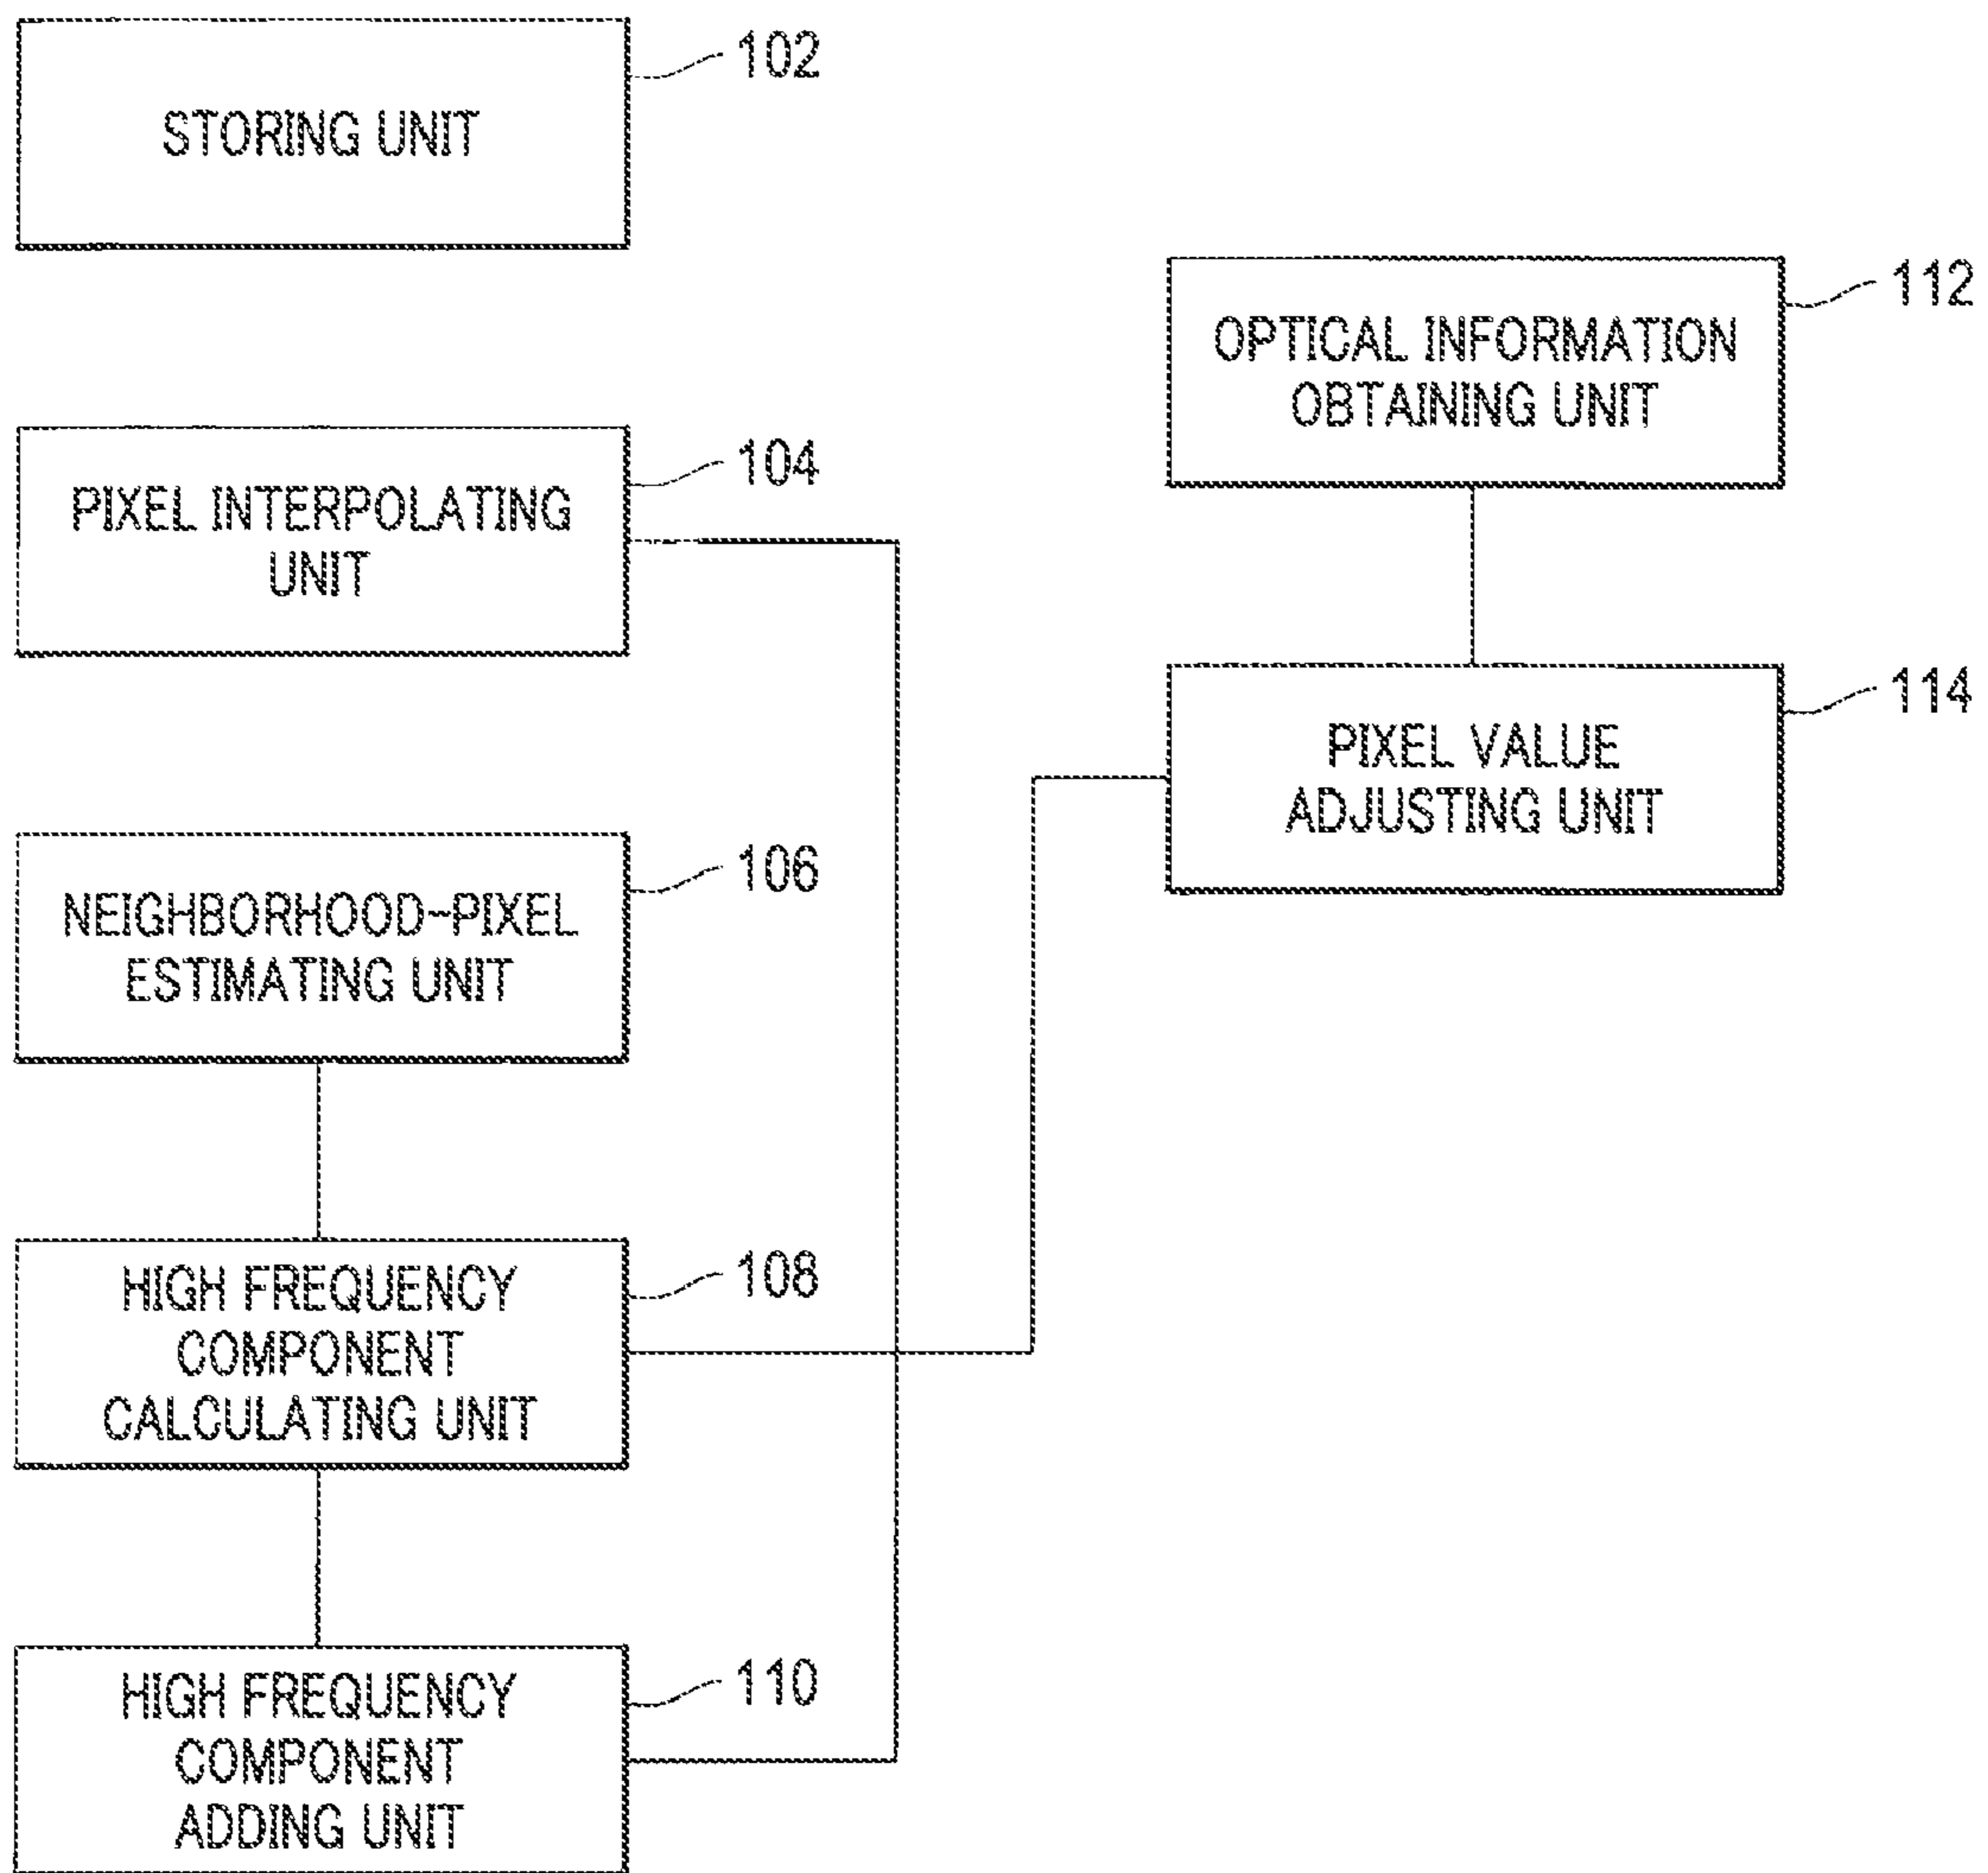 102
STORING UNIT
104
PIXEL INTERPOLATING
UNIT
106
NEIGHBORHOOD-PIXEL
ESTIMATING UNIT
108
HIGH FREQUENCY
COMPONENT
CALCULATING UNIT
110
HIGH FREQUENCY
COMPONENT
ADDING UNIT
112
OPTICAL INFORMATION
OBTAINING UNIT
114
PIXEL VALUE
ADJUSTING UNIT